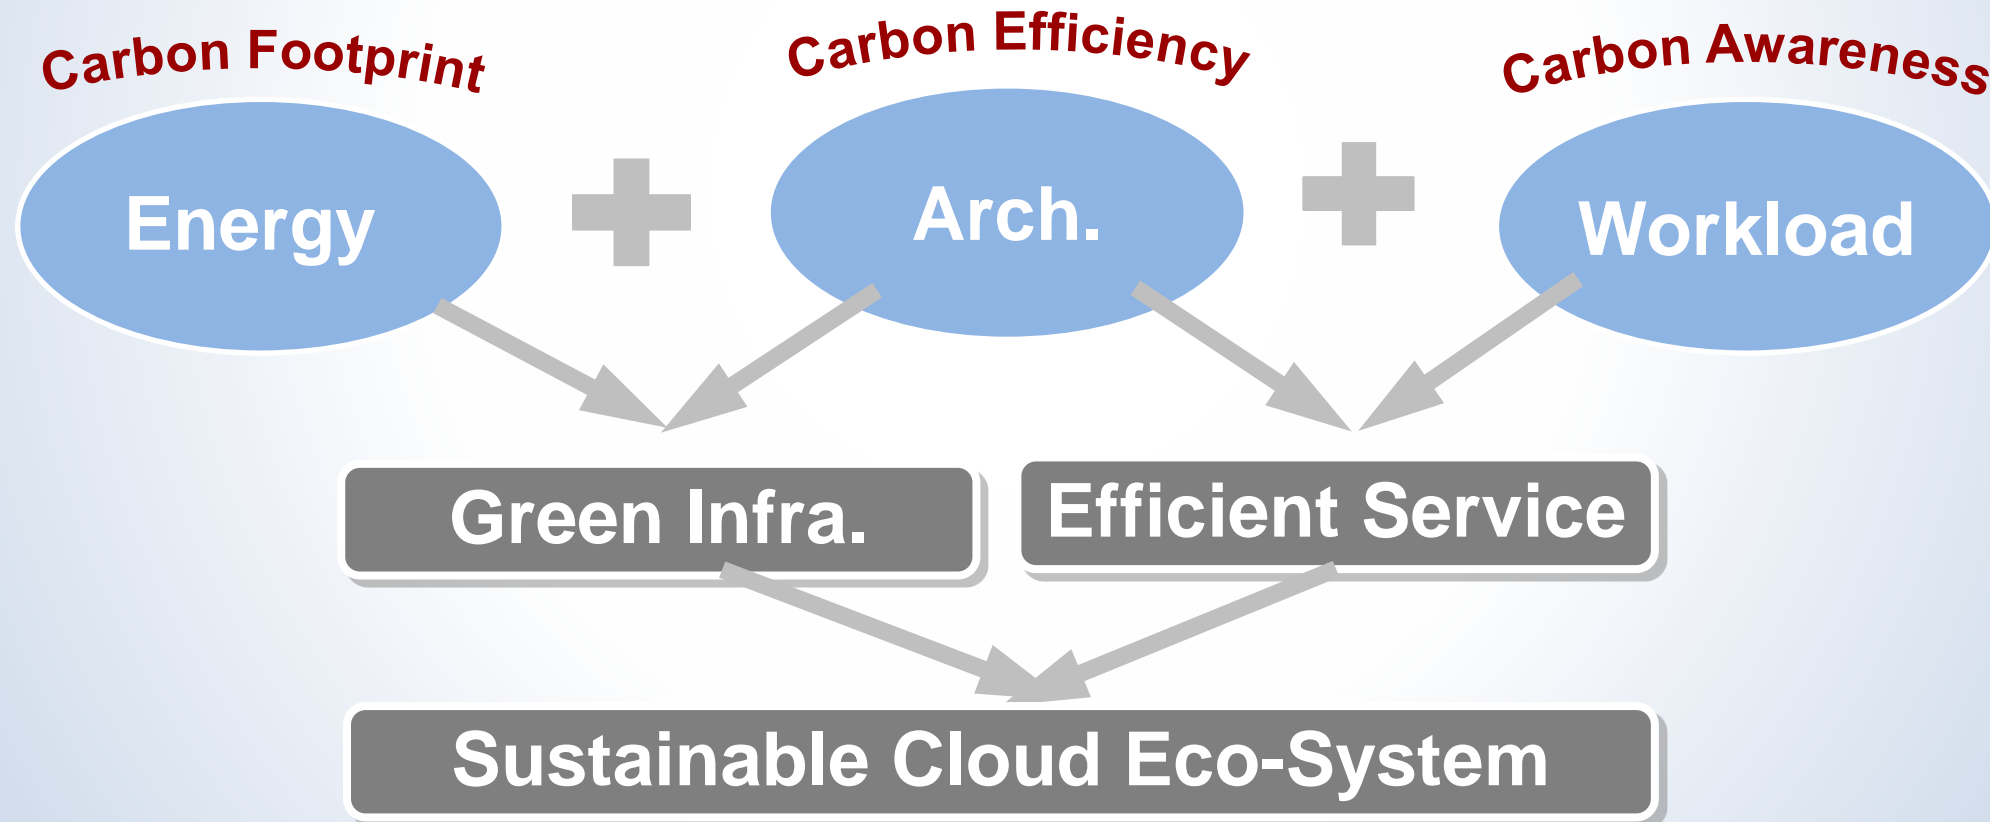 Carbon Footprint
Carbon Efficiency
Carbon Awareness
Energy
Arch.
Workload
Green Infra.
Efficient Service
Sustainable Cloud Eco-System